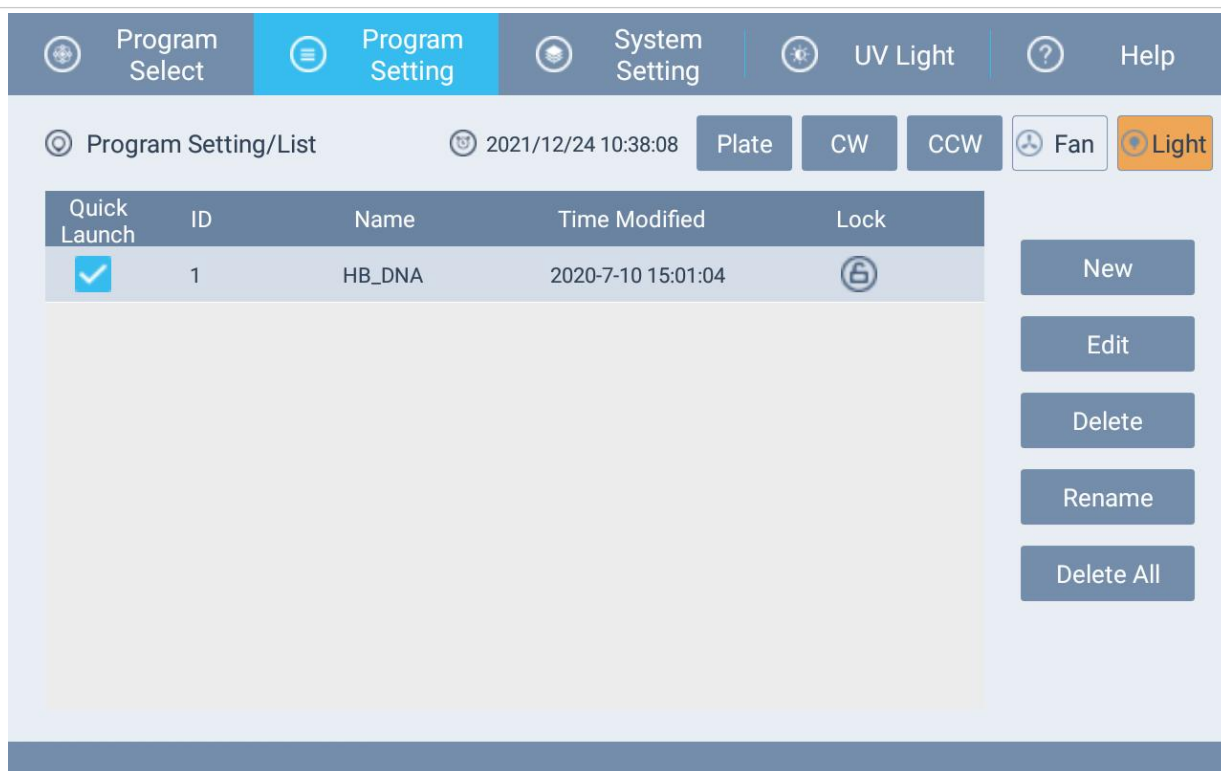 Program
Select
Program
Setting
System
Setting
UV Light
Help
Program Setting/List
2021/12/24 10:38:08
Plate
CW
CCW
Fan
Light
Quick
Launch
ID
Name
Time Modified
Lock
1
HB_DNA
2020-7-10 15:01:04
New
Edit
Delete
Rename
Delete All